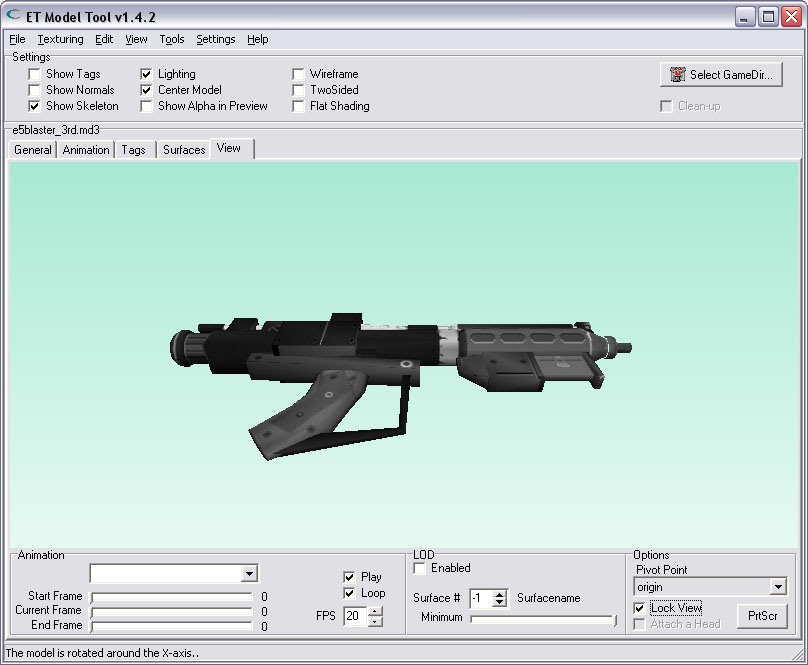 ET Model Tool v1.4.2
File Texturing Edit View Tools Settings Help
Settings
Show Tags Lighting Wireframe Select GameDir...
Show Normals Center Model TwoSided
Show Skeleton Show Alpha in Preview Flat Shading Clean-up
e5blaster_3rd.md3
General Animation Tags Surfaces View
Animation LOD Options
Enabled Pivot Point
Play origin
Start Frame 0 Loop Surface # -1 Surfacename Lock View
Current Frame 0 FPS 20 Minimum PrtScr
End Frame 0 Attach a Head
The model is rotated around the X-axis..